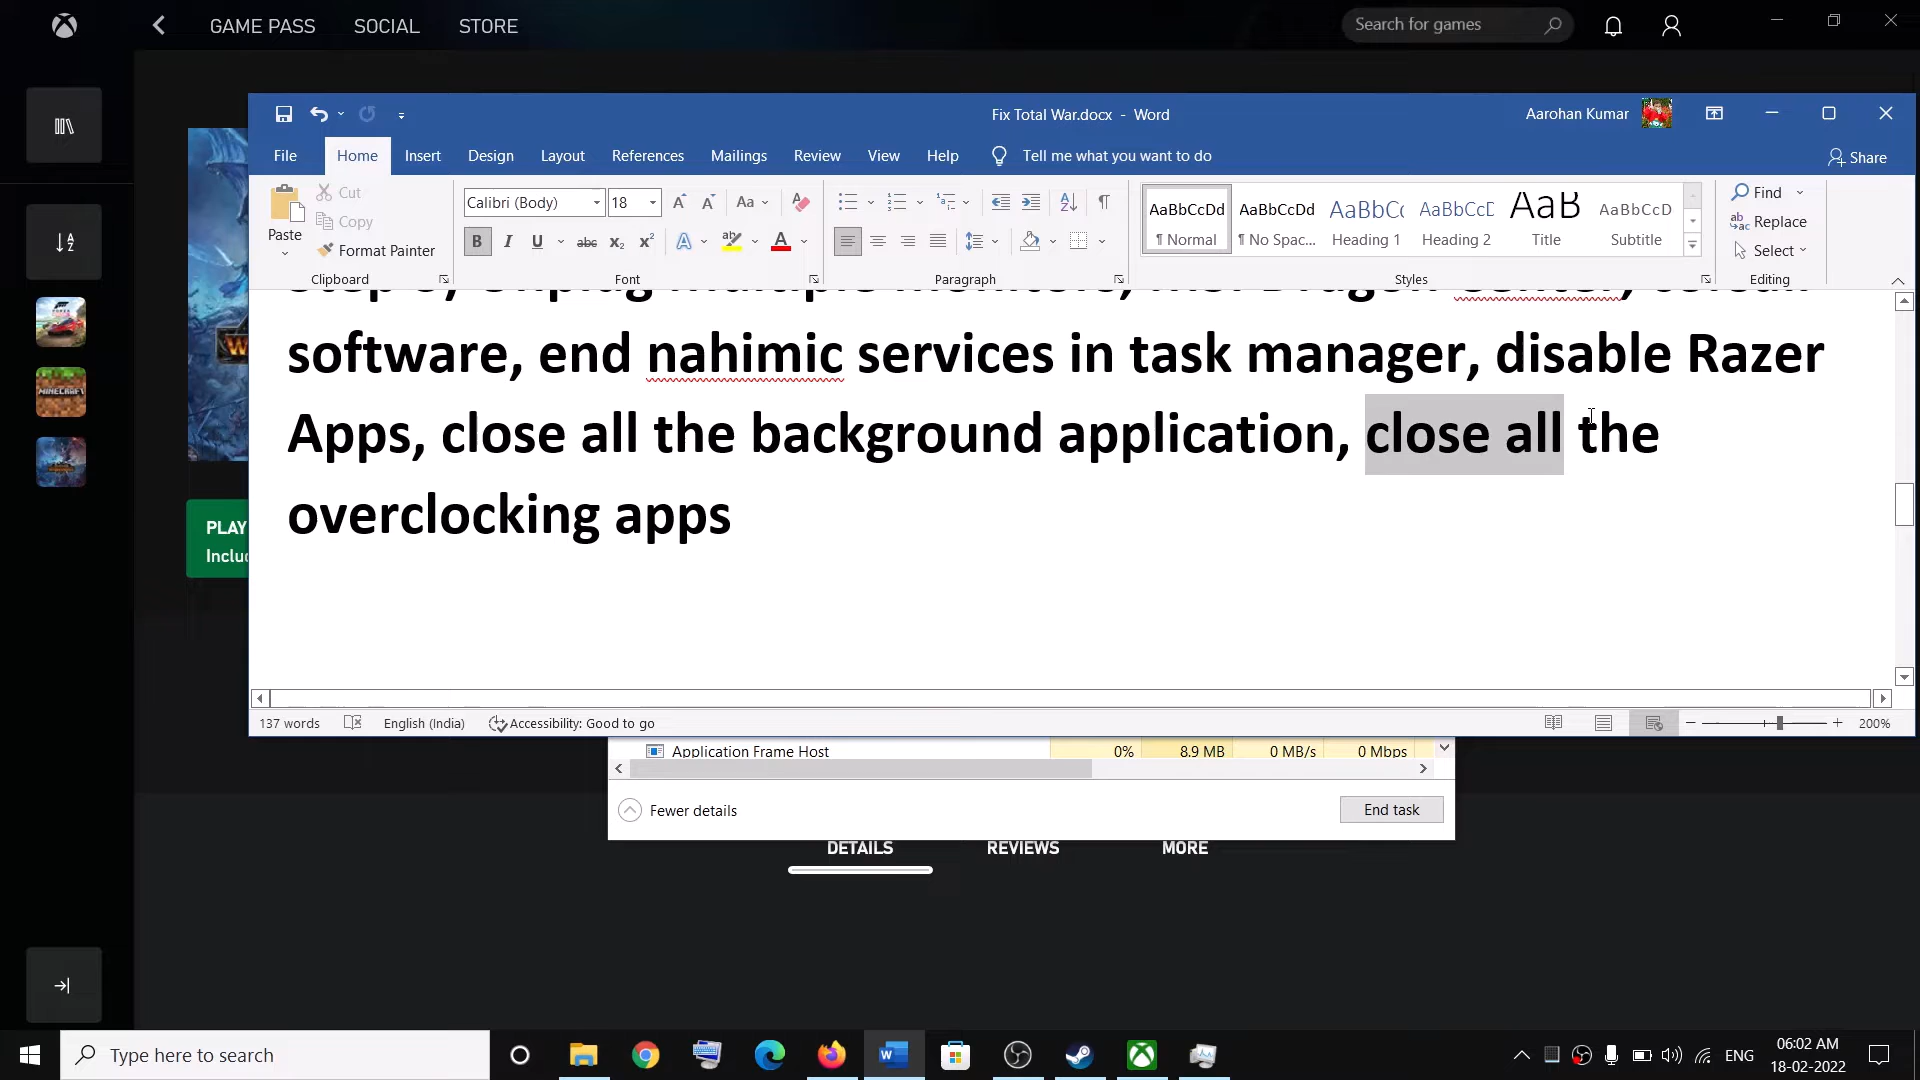 GAME PASS SOCIAL STORE
Search for games
Fix Total War.docx - Word
Aarohan Kumar
File Home Insert Design Layout References Mailings Review View Help Tell me what you want to do
Share
Cut
Copy
Format Painter
Paste
Clipboard
Calibri (Body) 18
Font
Paragraph
AaBbCcDd AaBbCcDd AaBbCc AaBbCcC AaB AaBbCcD
¶ Normal ¶ No Spac... Heading 1 Heading 2 Title Subtitle
Styles
Find
Replace
Select
Editing
software, end nahimic services in task manager, disable Razer
Apps, close all the background application, close all the
overclocking apps
PLAY
Includ
137 words English (India) Accessibility: Good to go
200%
Application Frame Host 0% 8.9 MB 0 MB/s 0 Mbps
Fewer details
End task
DETAILS REVIEWS MORE
Type here to search
ENG
06:02 AM
18-02-2022